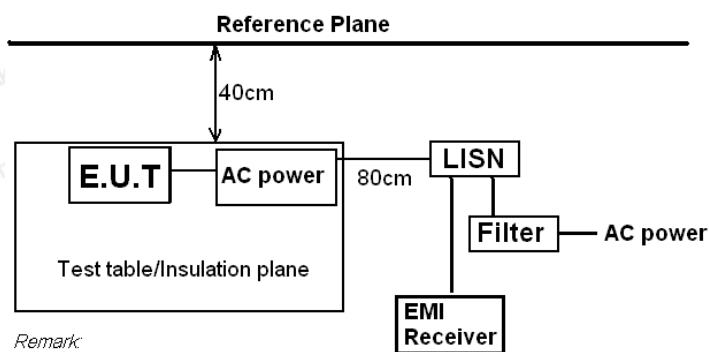 Reference Plane
40cm
E.U.T
AC power
80cm
LISN
Filter
AC power
Test table/Insulation plane
EMI
Receiver
Remark: